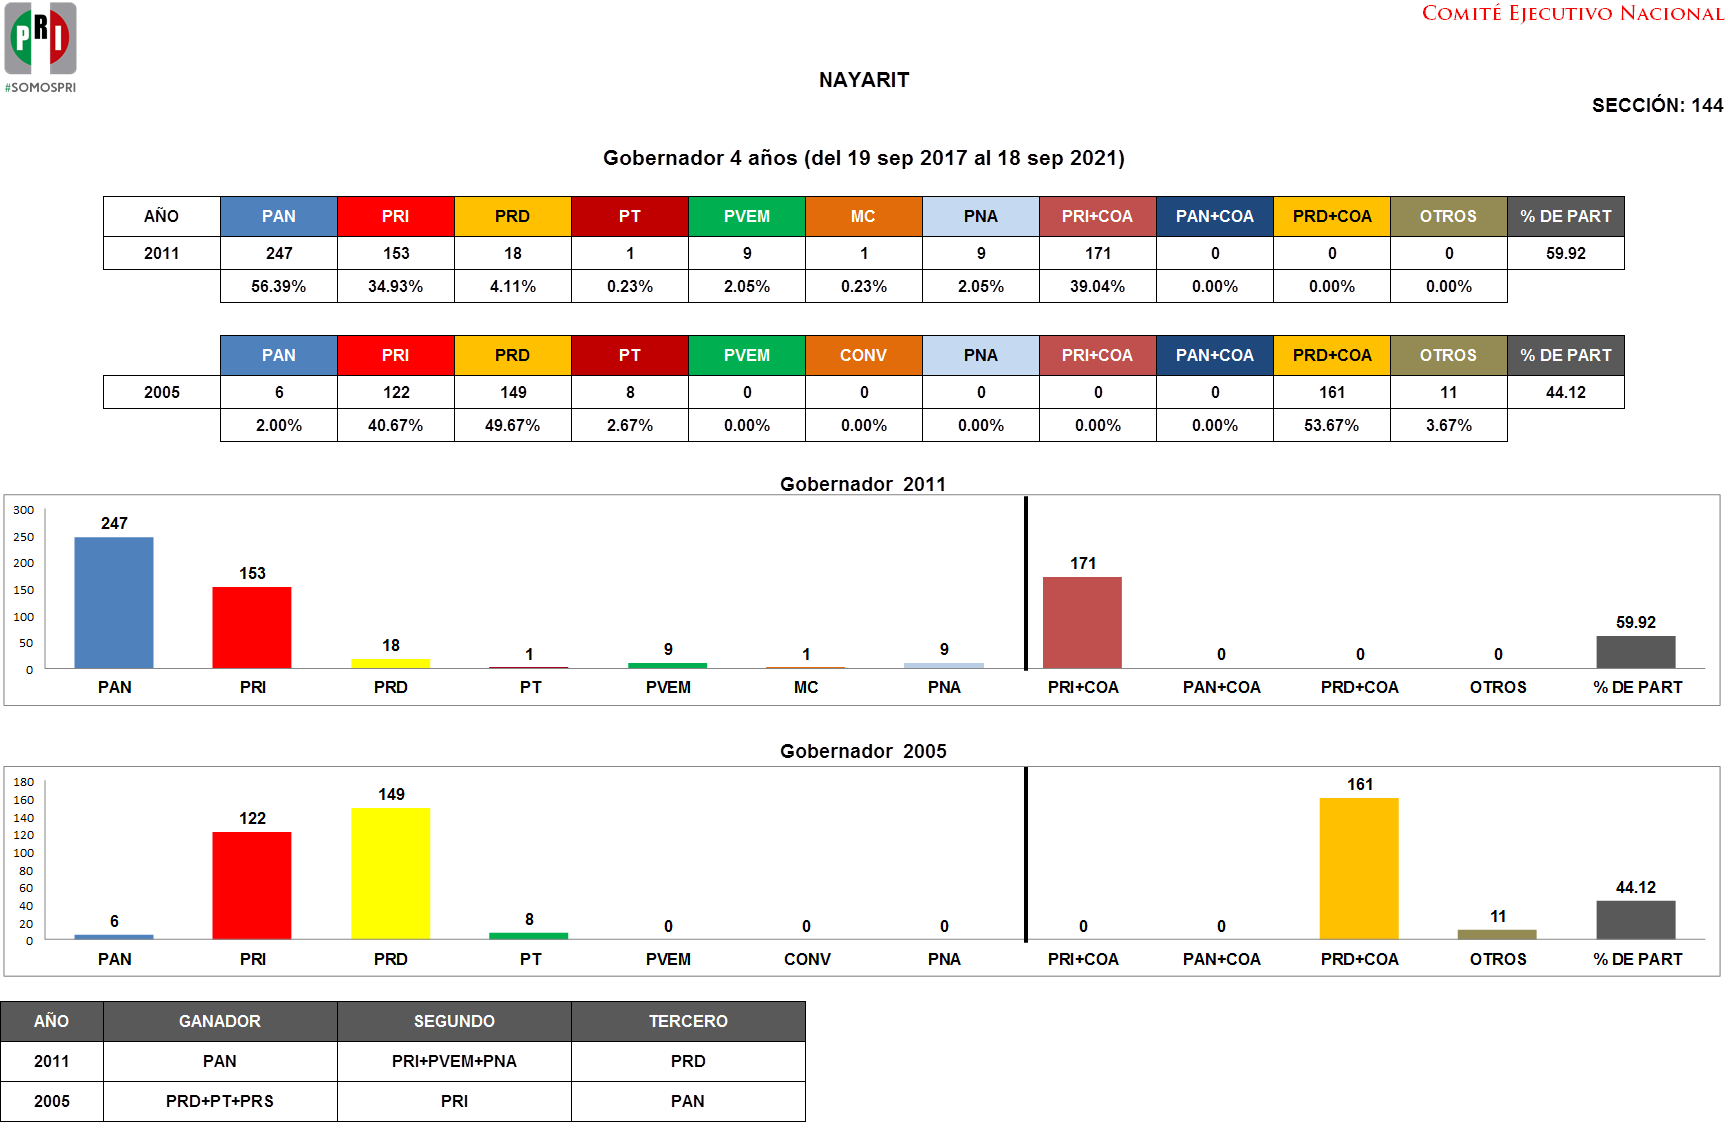 PRI
#SOMOSPRI
COMITÉ EJECUTIVO NACIONAL
NAYARIT
SECCIÓN: 144
Gobernador 4 años (del 19 sep 2017 al 18 sep 2021)
AÑO PAN PRI PRD PT PVEM MC PNA PRI+COA PAN+COA PRD+COA OTROS % DE PART
2011 247 153 18 1 9 1 9 171 0 0 0 59.92
56.39% 34.93% 4.11% 0.23% 2.05% 0.23% 2.05% 39.04% 0.00% 0.00% 0.00%
PAN PRI PRD PT PVEM CONV PNA PRI+COA PAN+COA PRD+COA OTROS % DE PART
2005 6 122 149 8 0 0 0 0 0 161 11 44.12
2.00% 40.67% 49.67% 2.67% 0.00% 0.00% 0.00% 0.00% 0.00% 53.67% 3.67%
Gobernador 2011
300
250
200
150
100
50
0
247 153 18 1 9 1 9 171 0 0 0 59.92
PAN PRI PRD PT PVEM MC PNA PRI+COA PAN+COA PRD+COA OTROS % DE PART
Gobernador 2005
180
160
140
120
100
80
60
40
20
0
6 122 149 8 0 0 0 0 0 161 11 44.12
PAN PRI PRD PT PVEM CONV PNA PRI+COA PAN+COA PRD+COA OTROS % DE PART
AÑO GANADOR SEGUNDO TERCERO
2011 PAN PRI+PVEM+PNA PRD
2005 PRD+PT+PRS PRI PAN